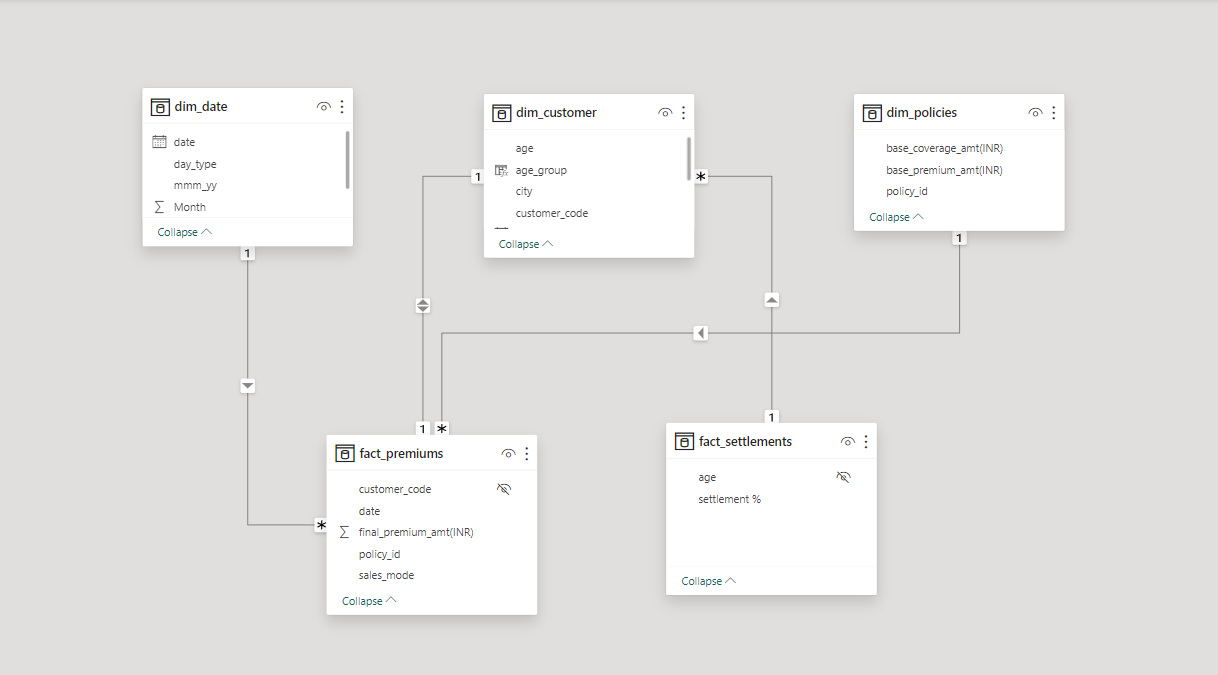 dim_date
date
day_type
mmm_yy
Month
Collapse
1
dim_customer
age
age_group
city
customer_code
Collapse
1
*
dim_policies
base_coverage_amt(INR)
base_premium_amt(INR)
policy_id
Collapse
1
1
*
*
fact_premiums
customer_code
date
final_premium_amt(INR)
policy_id
sales_mode
Collapse
1
fact_settlements
age
settlement %
Collapse